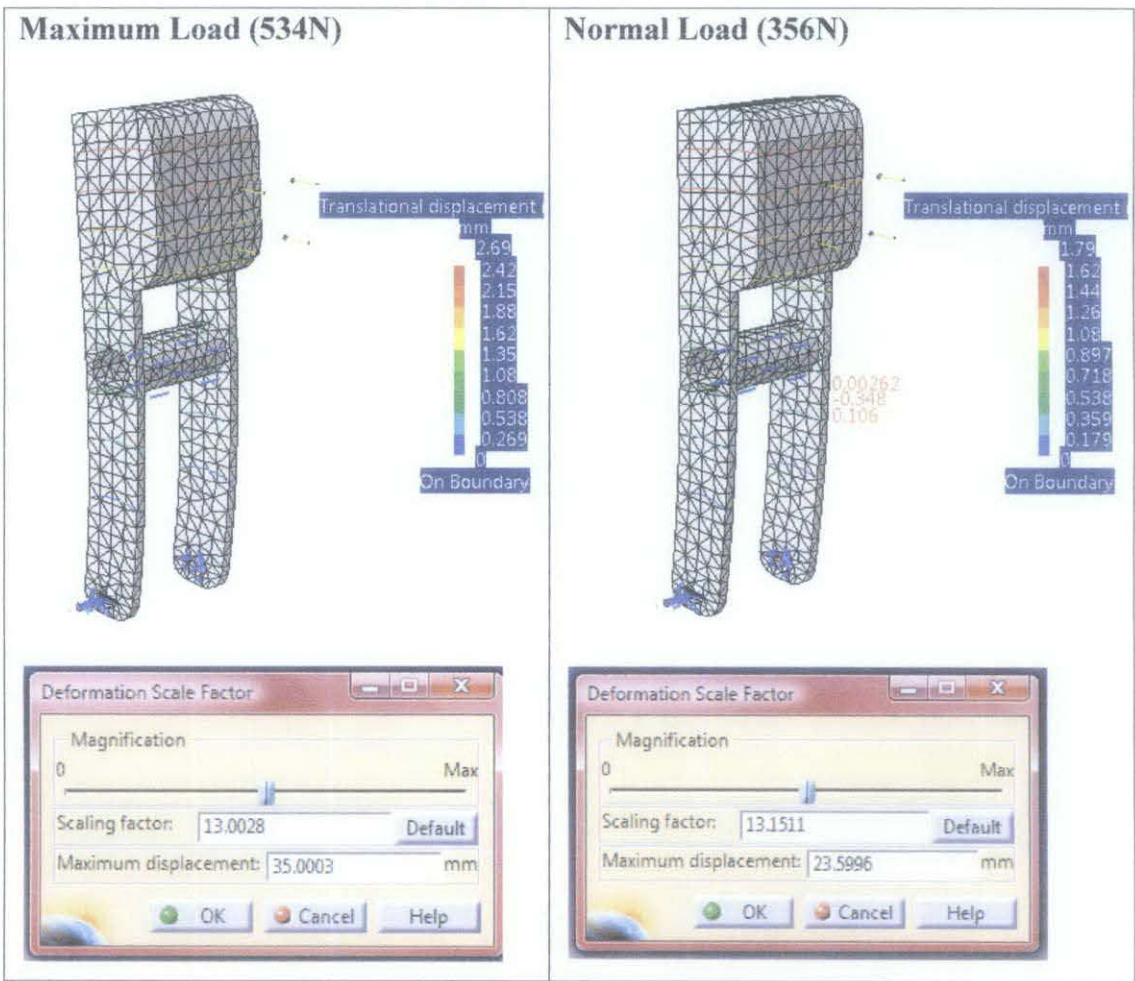 Maximum Load (534N)
Translational displacement
mm
2.69
2.42
2.15
1.88
1.62
1.35
1.08
0.808
0.538
0.269
0
On Boundary
Deformation Scale Factor
Magnification
0 Max
Scaling factor: 13.0028 Default
Maximum displacement: 35.0003 mm
OK Cancel Help
Normal Load (356N)
Translational displacement
mm
1.79
1.62
1.44
1.26
1.08
0.897
0.718
0.538
0.359
0.179
0
On Boundary
0.00262
-0.348
0.106
Deformation Scale Factor
Magnification
0 Max
Scaling factor: 13.1511 Default
Maximum displacement: 23.5996 mm
OK Cancel Help